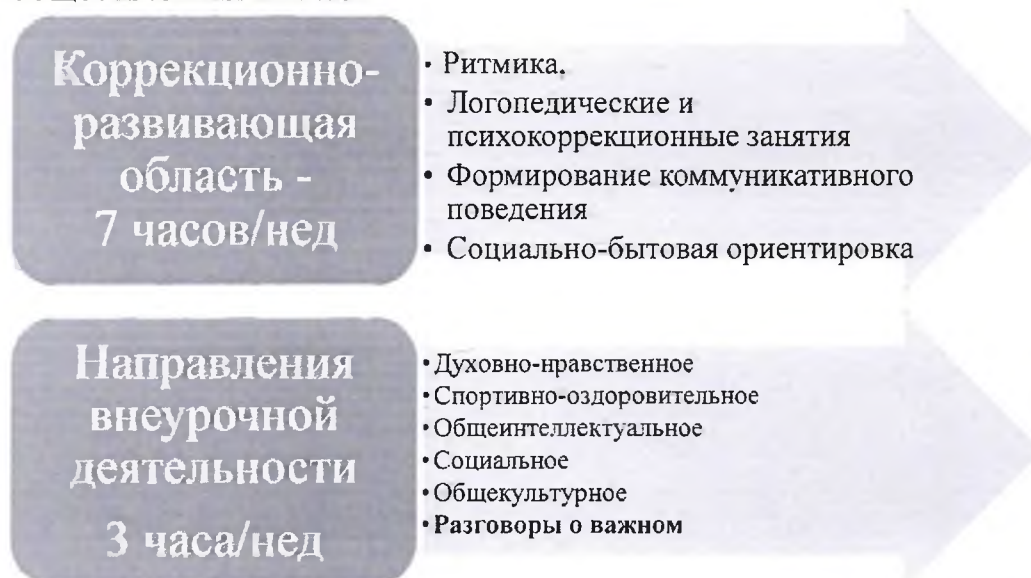 Коррекционно-
развивающая
область -
7 часов/нед
• Ритмика.
• Логопедические и
психокоррекционные занятия
• Формирование коммуникативного
поведения
• Социально-бытовая ориентировка
Направления
внеурочной
деятельности
3 часа/нед
• Духовно-нравственное
• Спортивно-оздоровительное
• Общеинтеллектуальное
• Социальное
• Общекультурное
• Разговоры о важном